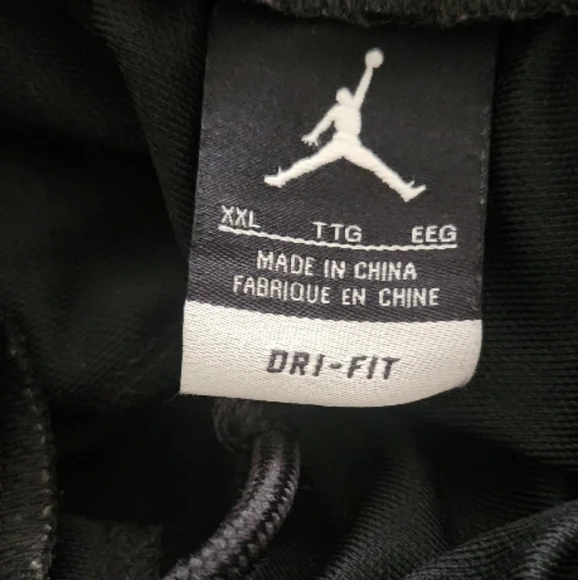 XXL TTG EEG
MADE IN CHINA
FABRIQUE EN CHINE
DRI-FIT